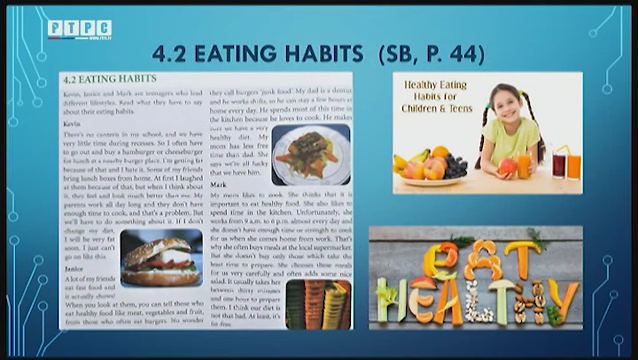 РТРС
4.2 EATING HABITS (SB, P. 44)
4.2 EATING HABITS
Kevin, Janice and Mark are teenagers who lead
different lifestyles. Read what they have to say
about their eating habits.
Kevin
There's no canteen in my school, and we have
very little time during recesses. So I often have
to go out and buy a hamburger or cheeseburger
for lunch at a nearby burger place. I'm getting fat
because of that and I hate it. Some of my friends
bring lunch boxes from home. At first I laughed
at them because of that, but when I think about
it, they feel and look much better than me. My
parents work all day long and they don't have
enough time to cook, and that's a problem. But
we'll have to do something about it. If I don't
change my diet,
I will be very fat
soon. I just can't
go on like this.
Janice
A lot of my friends
eat fast food and
it actually shows!
When you look at them, you can tell those who
eat healthy food like meat, vegetables and fruit,
from those who often eat burgers. No wonder
they call burgers 'junk food'. My dad is a dentist
and he works shifts, so he can stay a few hours at
home every day. He spends most of this time in
the kitchen because he loves to cook. He makes
sure we have a very
healthy diet. My
mom has less free
time than dad. She
says we're all lucky
that we have him.
Mark
My mom likes to cook. She thinks that it is
important to eat healthy food. She also likes to
spend time in the kitchen. Unfortunately, she
works from 9 a.m. to 6 p.m. almost every day and
she doesn't have enough time or strength to cook
for us when she comes home from work. That's
why she often buys meals at the local supermarket.
But she doesn't buy only those which take the
least time to prepare. She chooses these meals
for us very carefully and often adds some nice
salad. It usually takes her
between thirty minutes
and one hour to prepare
them. I think our diet is
not that bad. At least, it's
fat-free.
Healthy Eating
Habits for
Children & Teens
EAT
HEALTHY